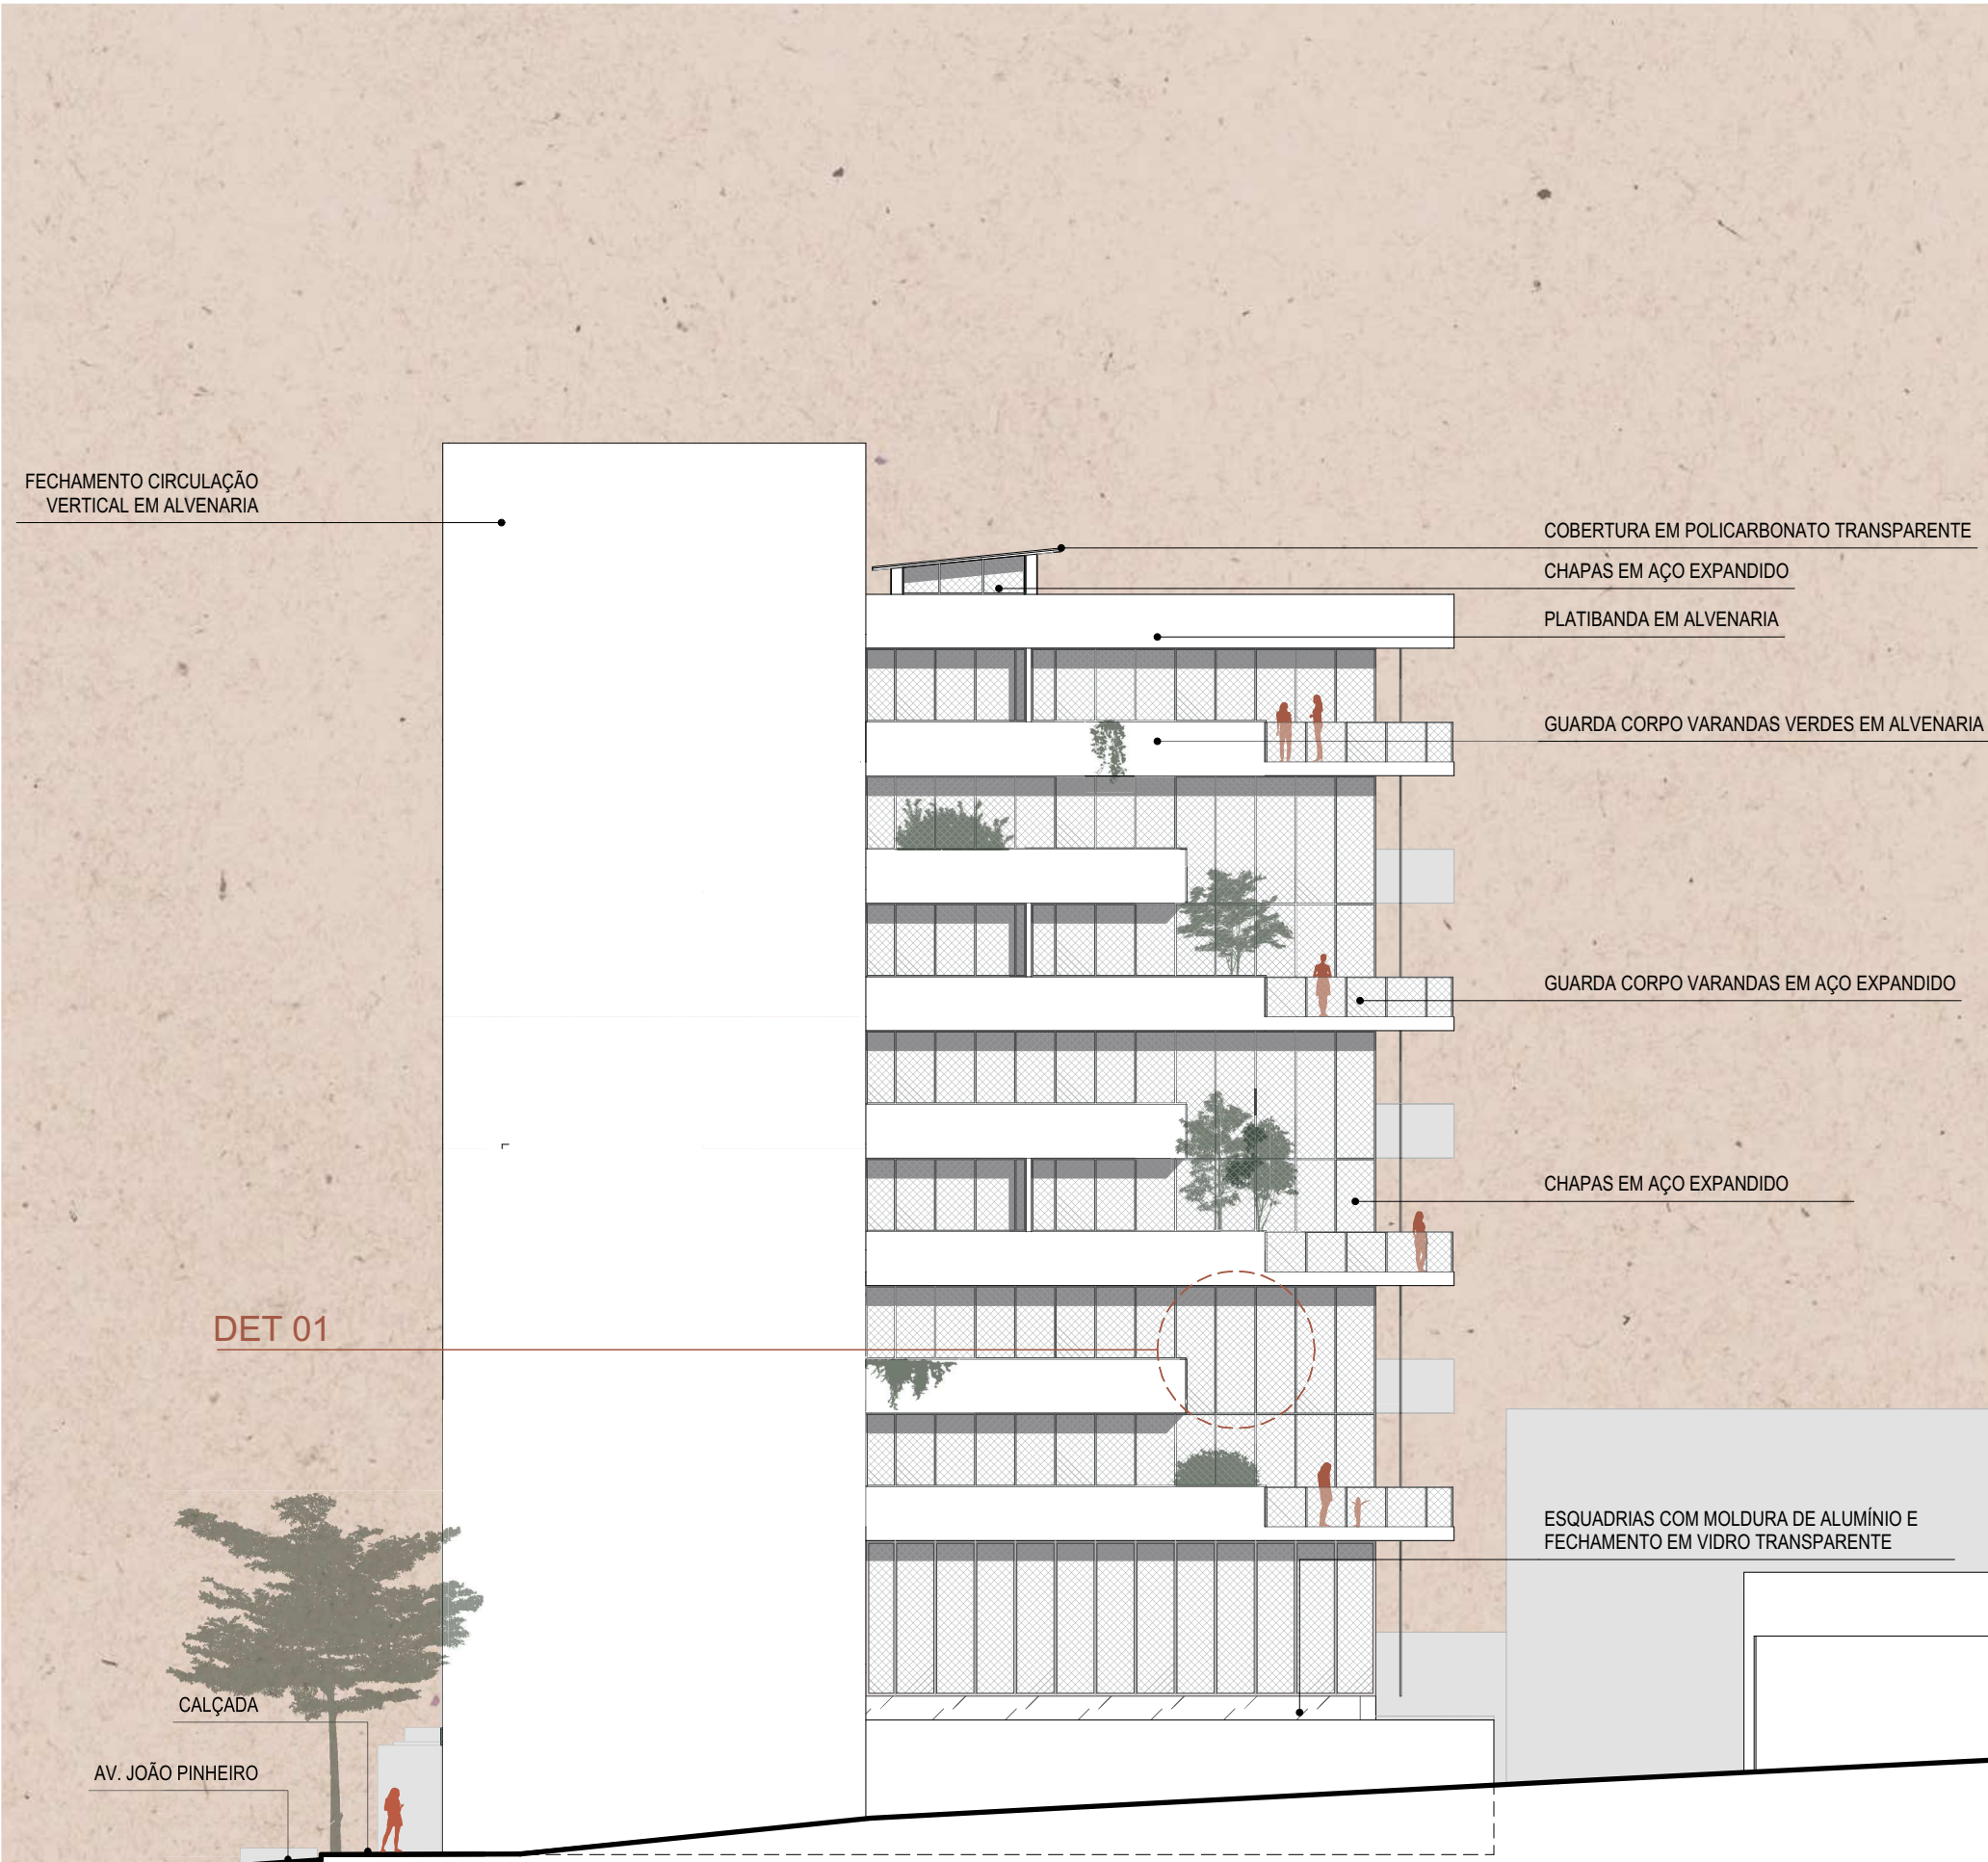 FECHAMENTO CIRCULAÇÃO
VERTICAL EM ALVENARIA
COBERTURA EM POLICARBONATO TRANSPARENTE
CHAPAS EM AÇO EXPANDIDO
PLATIBANDA EM ALVENARIA
GUARDA CORPO VARANDAS VERDES EM ALVENARIA
GUARDA CORPO VARANDAS EM AÇO EXPANDIDO
CHAPAS EM AÇO EXPANDIDO
DET 01
ESQUADRIAS COM MOLDURA DE ALUMÍNIO E
FECHAMENTO EM VIDRO TRANSPARENTE
CALÇADA
AV. JOÃO PINHEIRO